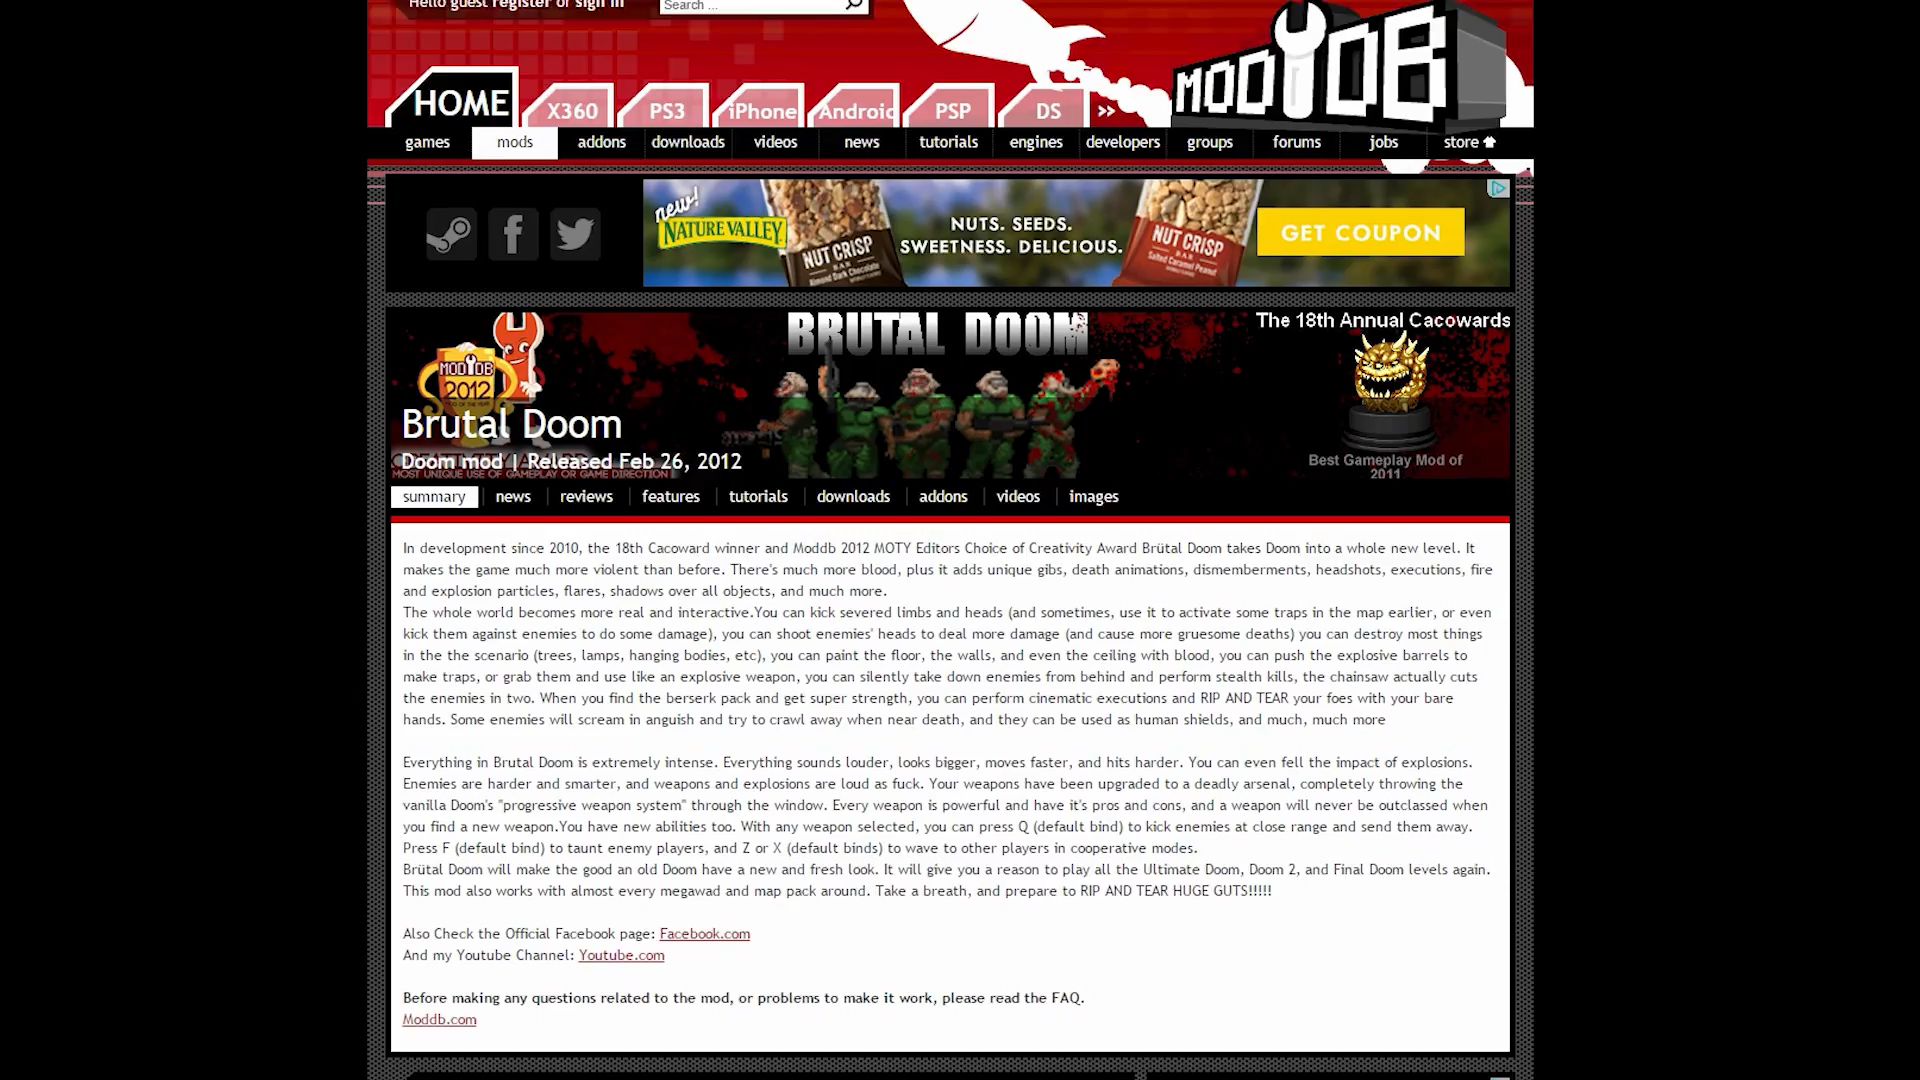 Hello guest register or sign in
Search ...
MODDB
HOME
X360
PS3
iPhone
Android
PSP
DS
»
games
mods
addons
downloads
videos
news
tutorials
engines
developers
groups
forums
jobs
store
new!
NATURE VALLEY
NUT CRISP
BAR
Almond Dark Chocolate
NUTS. SEEDS.
SWEETNESS. DELICIOUS.
NUT CRISP
BAR
Salted Caramel Peanut
GET COUPON
BRUTAL DOOM
The 18th Annual Cacowards
MODDB
2012
Brutal Doom
Doom mod | Released Feb 26, 2012
MOST UNIQUE USE OF GAMEPLAY OR GAME DIRECTION
Best Gameplay Mod of
2011
summary
news
reviews
features
tutorials
downloads
addons
videos
images
In development since 2010, the 18th Cacoward winner and Moddb 2012 MOTY Editors Choice of Creativity Award Brütal Doom takes Doom into a whole new level. It
makes the game much more violent than before. There's much more blood, plus it adds unique gibs, death animations, dismemberments, headshots, executions, fire
and explosion particles, flares, shadows over all objects, and much more.
The whole world becomes more real and interactive.You can kick severed limbs and heads (and sometimes, use it to activate some traps in the map earlier, or even
kick them against enemies to do some damage), you can shoot enemies' heads to deal more damage (and cause more gruesome deaths) you can destroy most things
in the the scenario (trees, lamps, hanging bodies, etc), you can paint the floor, the walls, and even the ceiling with blood, you can push the explosive barrels to
make traps, or grab them and use like an explosive weapon, you can silently take down enemies from behind and perform stealth kills, the chainsaw actually cuts
the enemies in two. When you find the berserk pack and get super strength, you can perform cinematic executions and RIP AND TEAR your foes with your bare
hands. Some enemies will scream in anguish and try to crawl away when near death, and they can be used as human shields, and much, much more
Everything in Brutal Doom is extremely intense. Everything sounds louder, looks bigger, moves faster, and hits harder. You can even fell the impact of explosions.
Enemies are harder and smarter, and weapons and explosions are loud as fuck. Your weapons have been upgraded to a deadly arsenal, completely throwing the
vanilla Doom's "progressive weapon system" through the window. Every weapon is powerful and have it's pros and cons, and a weapon will never be outclassed when
you find a new weapon.You have new abilities too. With any weapon selected, you can press Q (default bind) to kick enemies at close range and send them away.
Press F (default bind) to taunt enemy players, and Z or X (default binds) to wave to other players in cooperative modes.
Brütal Doom will make the good an old Doom have a new and fresh look. It will give you a reason to play all the Ultimate Doom, Doom 2, and Final Doom levels again.
This mod also works with almost every megawad and map pack around. Take a breath, and prepare to RIP AND TEAR HUGE GUTS!!!!!
Also Check the Official Facebook page: Facebook.com
And my Youtube Channel: Youtube.com
Before making any questions related to the mod, or problems to make it work, please read the FAQ.
Moddb.com